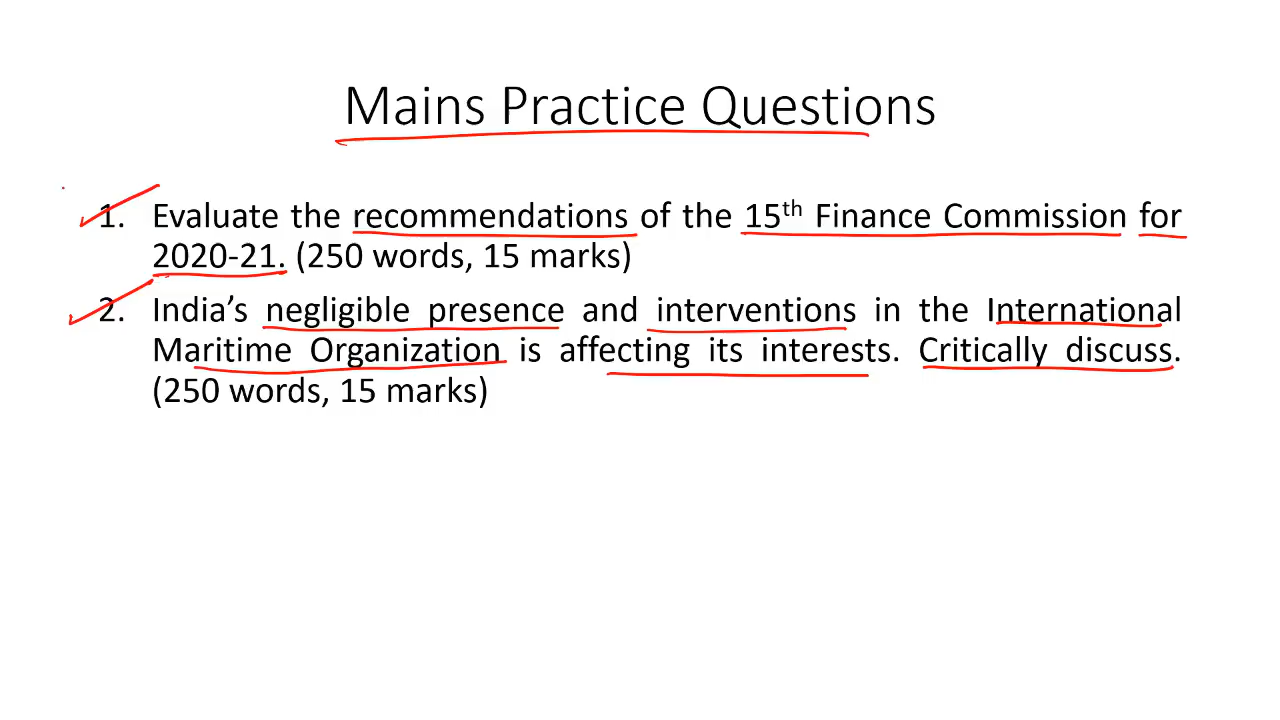 Mains Practice Questions
1. Evaluate the recommendations of the 15th Finance Commission for
2020-21. (250 words, 15 marks)
2. India’s negligible presence and interventions in the International
Maritime Organization is affecting its interests. Critically discuss.
(250 words, 15 marks)